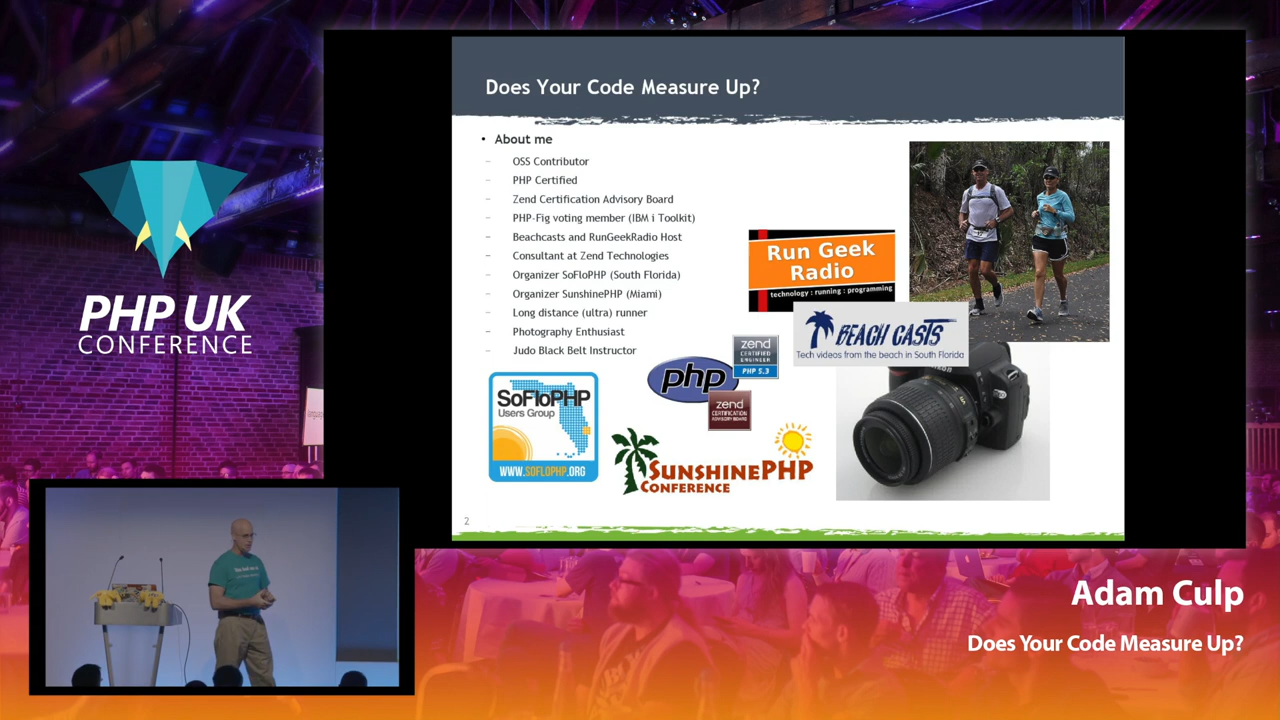 PHP UK
CONFERENCE
Does Your Code Measure Up?
• About me
– OSS Contributor
– PHP Certified
– Zend Certification Advisory Board
– PHP-Fig voting member (IBM i Toolkit)
– Beachcasts and RunGeekRadio Host
– Consultant at Zend Technologies
– Organizer SoFloPHP (South Florida)
– Organizer SunshinePHP (Miami)
– Long distance (ultra) runner
– Photography Enthusiast
– Judo Black Belt Instructor
Run Geek
Radio
technology : running : programming
BEACH CASTS
Tech videos from the beach in South Florida
zend
CERTIFIED
ENGINEER
PHP 5.3
php
zend
CERTIFICATION
ADVISORY BOARD
SoFloPHP
Users Group
WWW.SOFLOPHP.ORG
SUNSHINEPHP
CONFERENCE
2
Adam Culp
Does Your Code Measure Up?